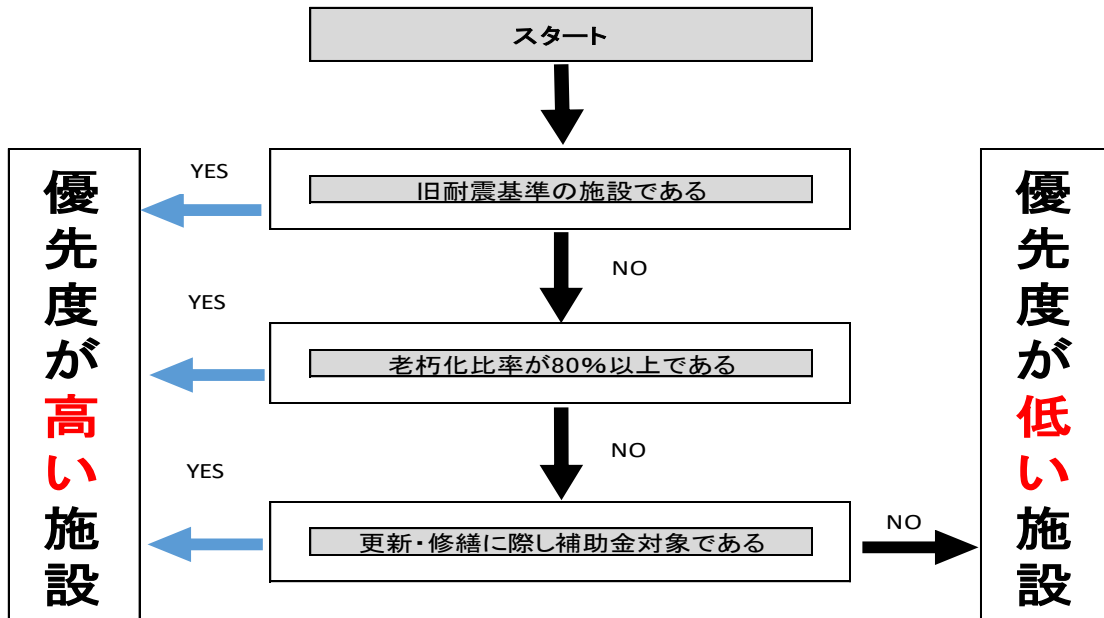 スタート
優先度が高い施設
YES
旧耐震基準の施設である
NO
YES
老朽化比率が80%以上である
NO
YES
更新・修繕に際し補助金対象である
NO
優先度が低い施設